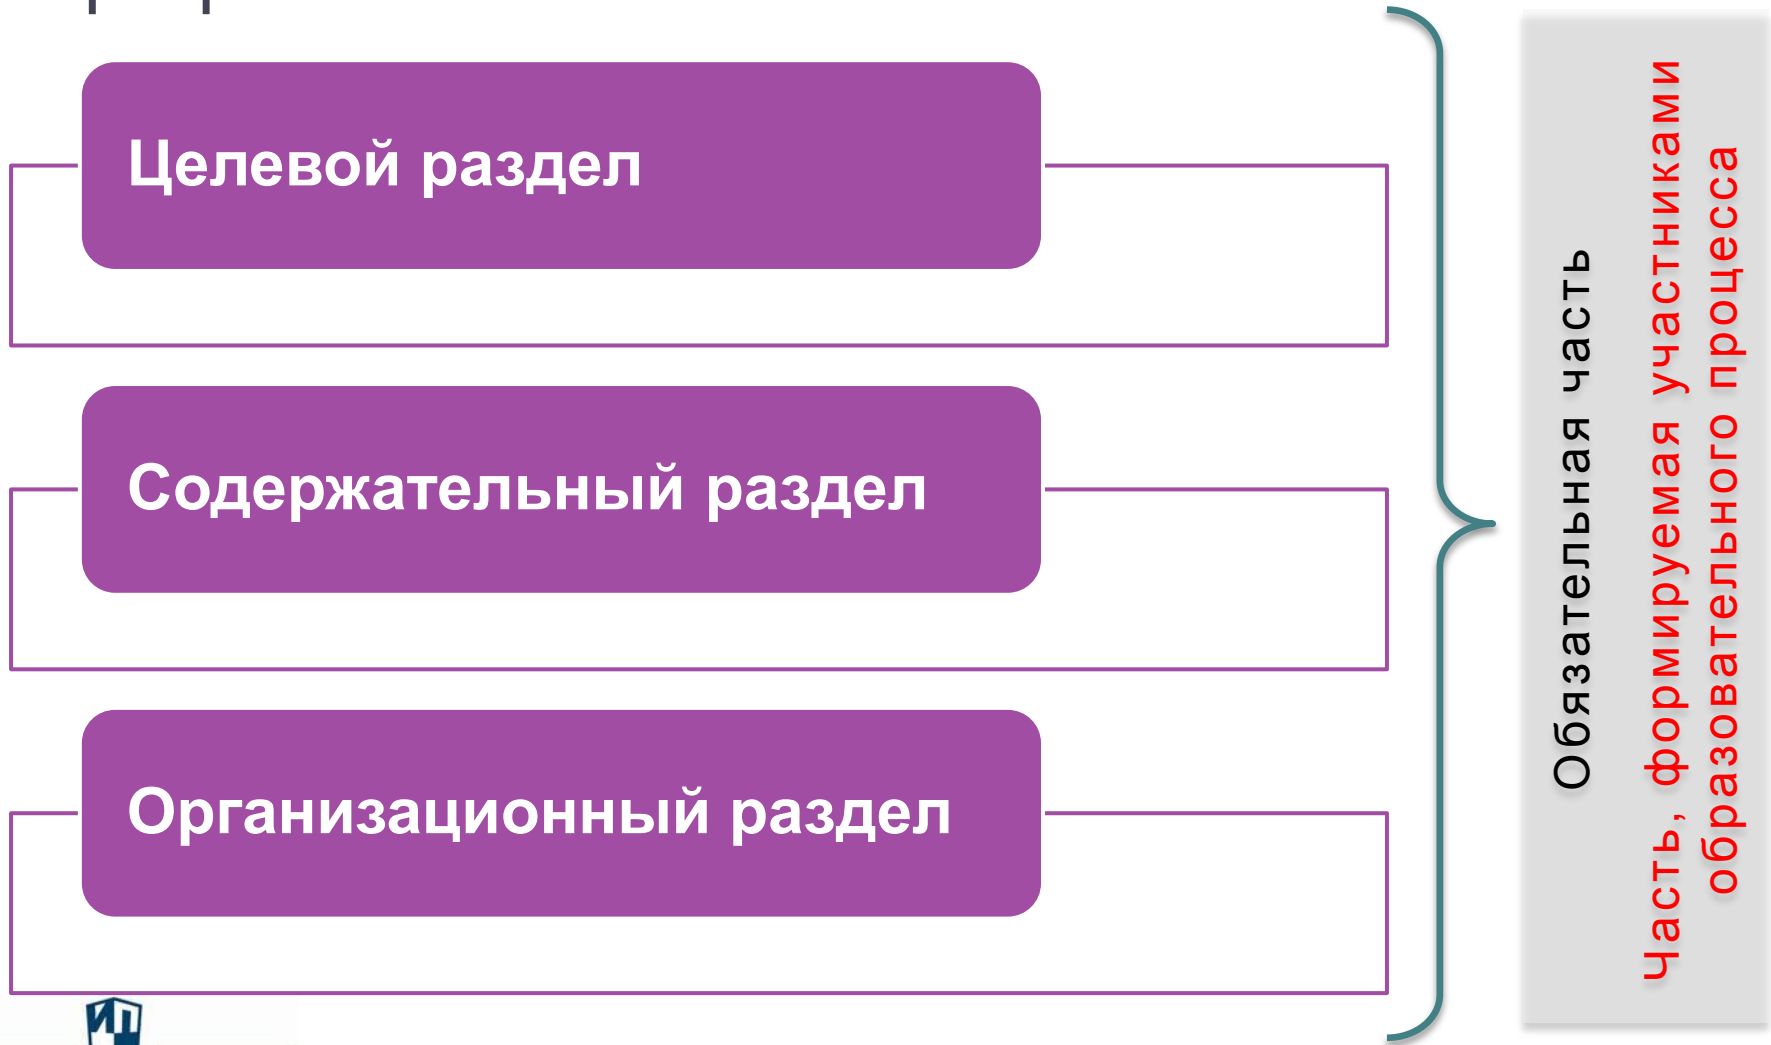 Целевой раздел
Содержательный раздел
Организационный раздел
Обязательная часть
Часть, формируемая участниками
образовательного процесса